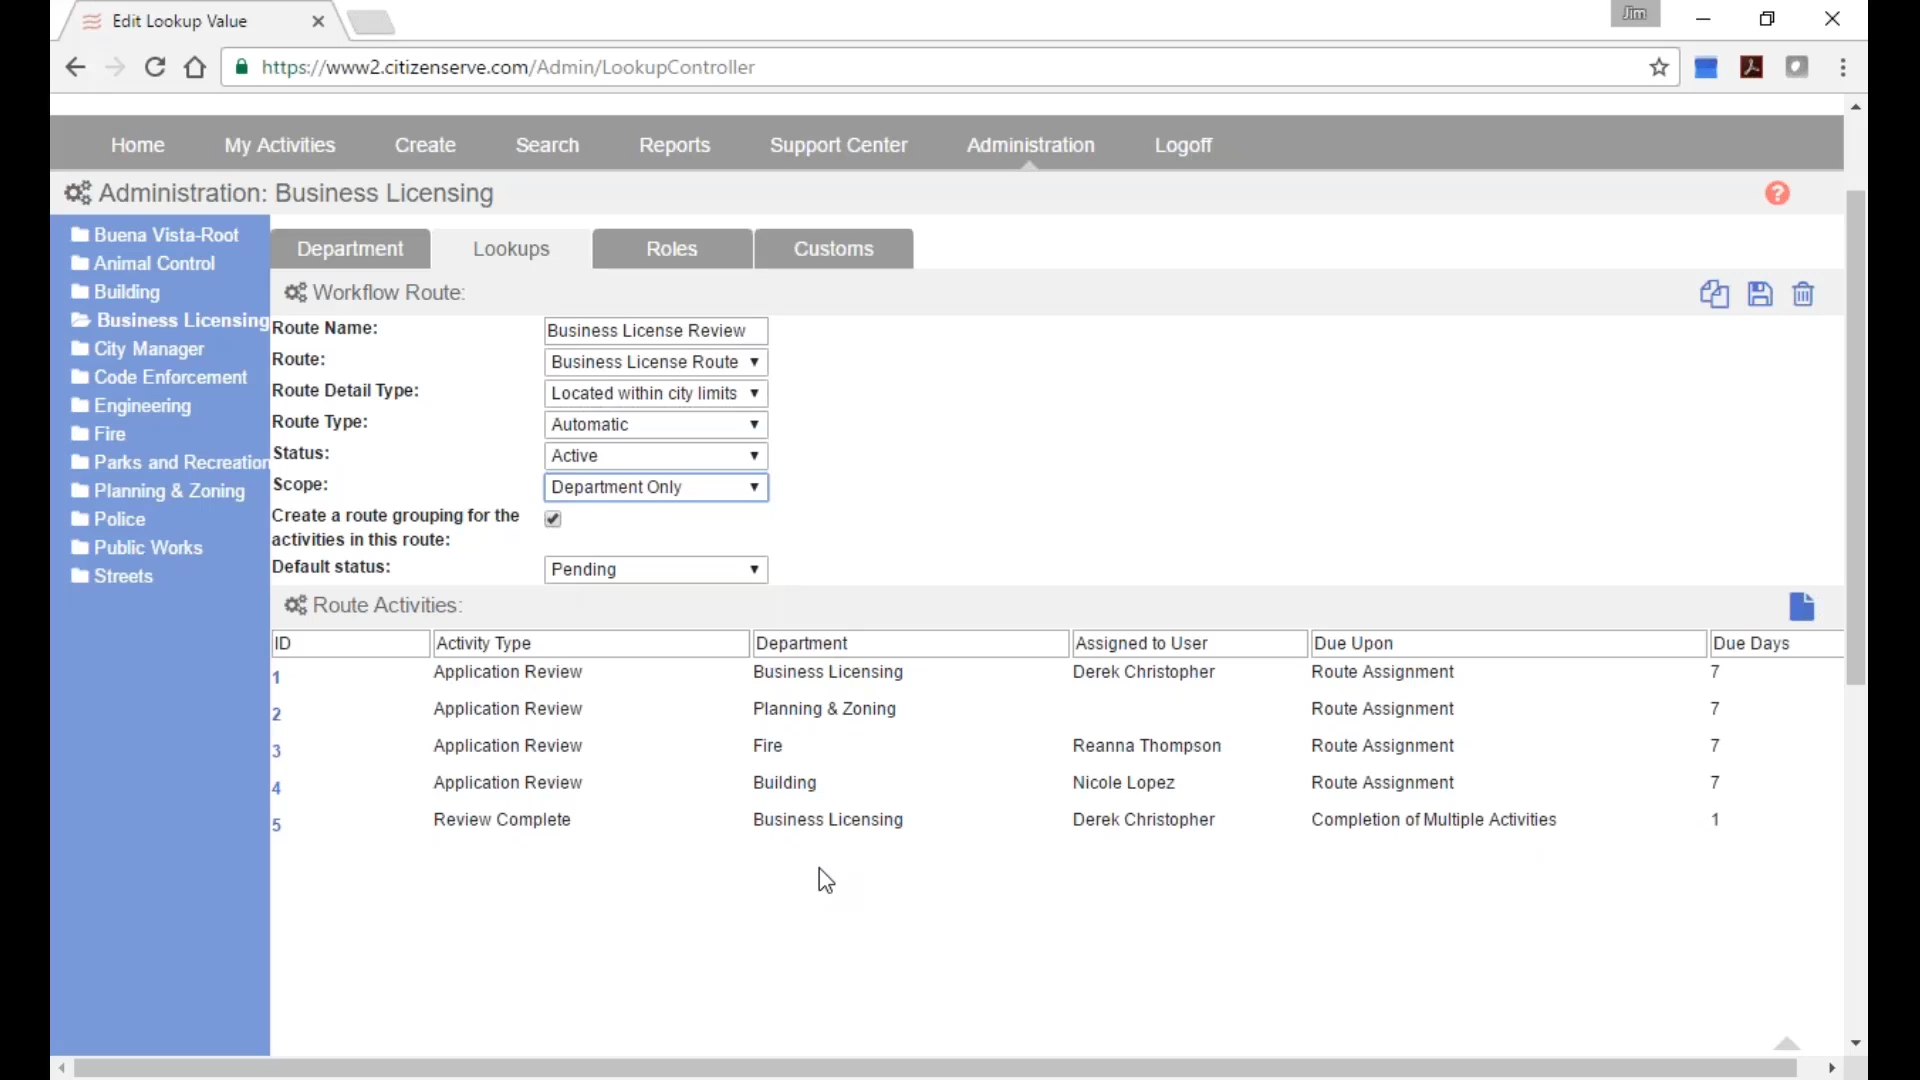 Edit Lookup Value
Jim
https://www2.citizenserve.com/Admin/LookupController
Home My Activities Create Search Reports Support Center Administration Logoff
Administration: Business Licensing
?
Buena Vista-Root
Animal Control
Building
Business Licensing
City Manager
Code Enforcement
Engineering
Fire
Parks and Recreation
Planning & Zoning
Police
Public Works
Streets
Department Lookups Roles Customs
Workflow Route:
Route Name: Business License Review
Route: Business License Route
Route Detail Type: Located within city limits
Route Type: Automatic
Status: Active
Scope: Department Only
Create a route grouping for the
activities in this route:
Default status: Pending
Route Activities:
ID Activity Type Department Assigned to User Due Upon Due Days
1 Application Review Business Licensing Derek Christopher Route Assignment 7
2 Application Review Planning & Zoning Route Assignment 7
3 Application Review Fire Reanna Thompson Route Assignment 7
4 Application Review Building Nicole Lopez Route Assignment 7
5 Review Complete Business Licensing Derek Christopher Completion of Multiple Activities 1